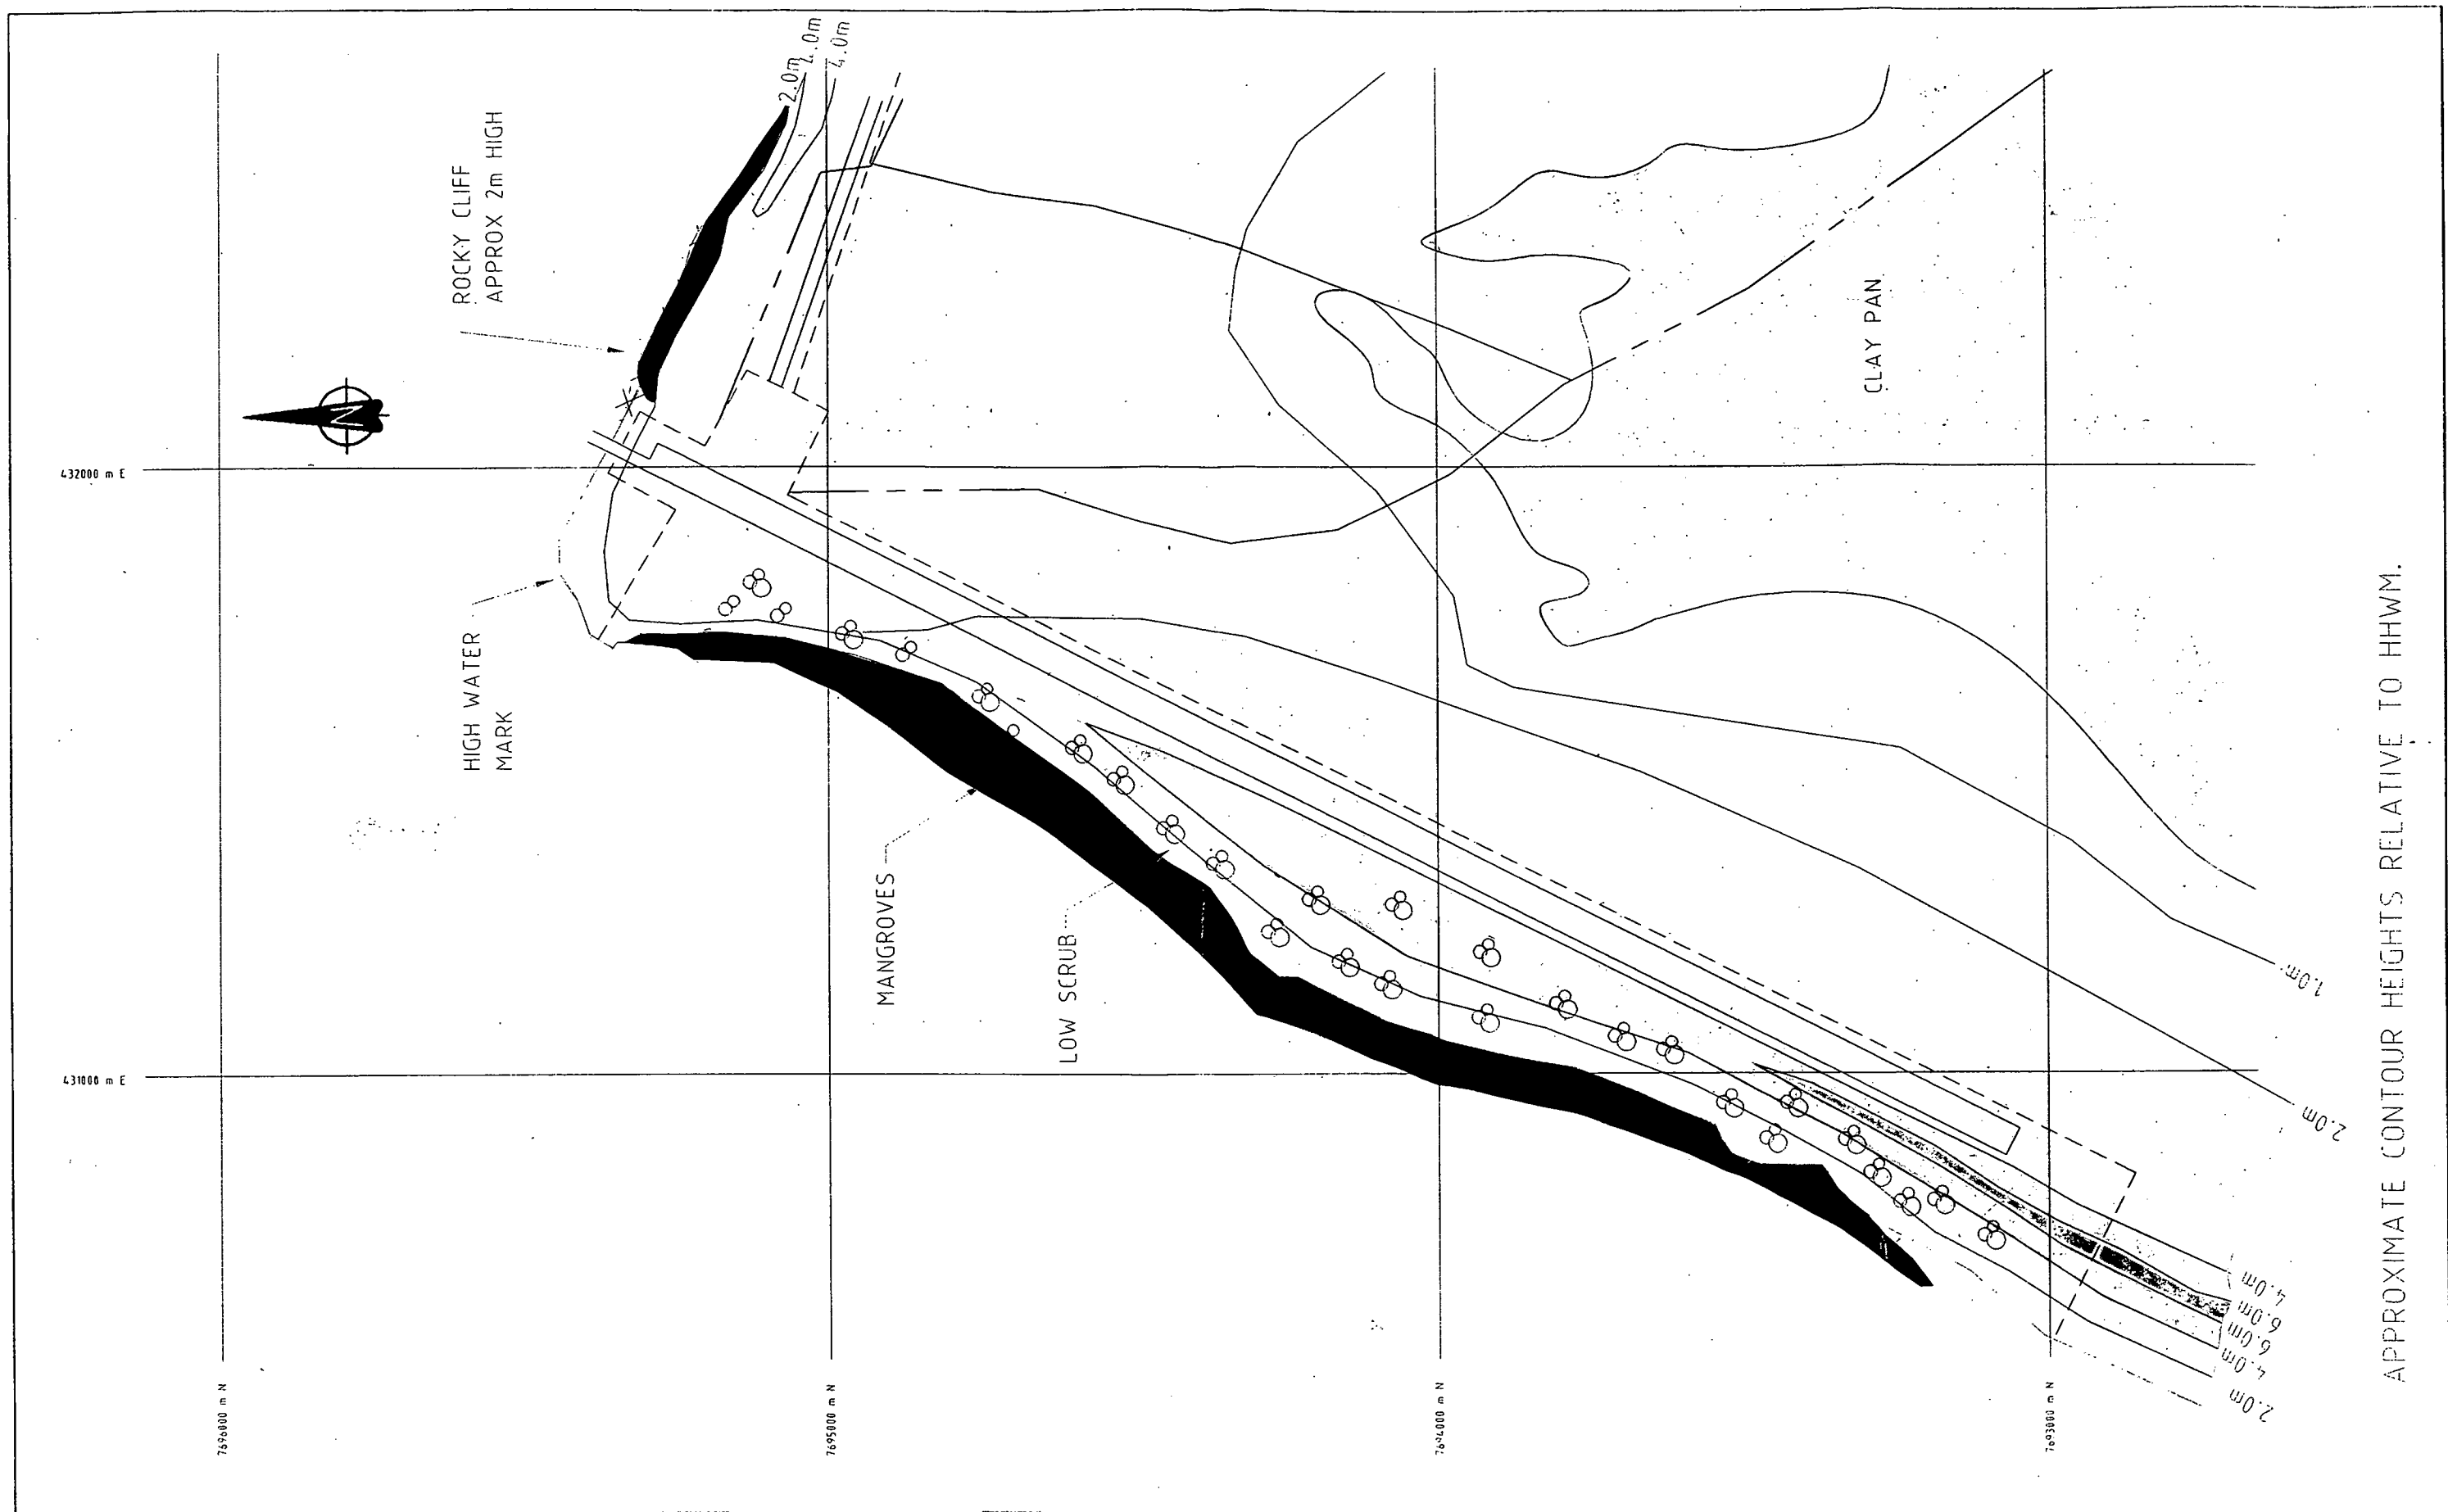 2.0m
4.0m
4.0m
ROCKY CLIFF
APPROX 2m HIGH
N
432000 m E
HIGH WATER
MARK
CLAY PAN
MANGROVES
LOW SCRUB
431000 m E
1.0m
2.0m
4.0m
6.0m
6.0m
4.0m
2.0m
7696000 m N
7695000 m N
7694000 m N
7693000 m N
APPROXIMATE CONTOUR HEIGHTS RELATIVE TO HHWM.